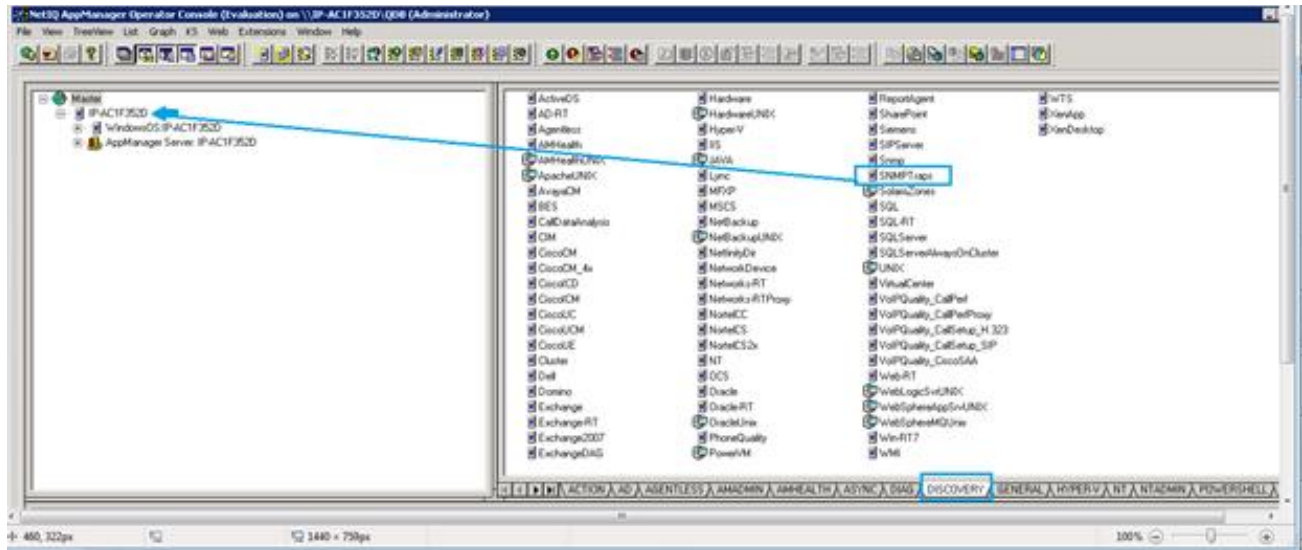 NetIQ AppManager Operator Console (Evaluation) on \\IP-AC1F352D\QDB (Administrator)
File View TreeView List Graph KS Web Extensions Window Help
Master
IP-AC1F352D
WindowsOS:IP-AC1F352D
AppManager Server: IP-AC1F352D
ActiveDS
AD-RT
Agentless
AMHealth
AMHealthUNIX
ApacheUNIX
AvayaCM
BES
CallDataAnalysis
CIM
CiscoCM
CiscoCM_4x
CiscoICD
CiscoICM
CiscoUC
CiscoUCM
CiscoUE
Cluster
Dell
Domino
Exchange
Exchange-RT
Exchange2007
ExchangeDAG
Hardware
HardwareUNIX
Hyper-V
IIS
JAVA
Lync
MFXP
MSCS
NetBackup
NetBackupUNIX
NetfinityDir
NetworkDevice
Networks-RT
Networks-RTProxy
NortelCC
NortelCS
NortelCS2x
NT
OCS
Oracle
Oracle-RT
OracleUnix
PhoneQuality
PowerVM
ReportAgent
SharePoint
Siemens
SIPServer
Snmp
SNMPTraps
SolarisZones
SQL
SQL-RT
SQLServer
SQLServerAlwaysOnCluster
UNIX
VirtualCenter
VoIPQuality_CallPerf
VoIPQuality_CallPerfProxy
VoIPQuality_CallSetup_H.323
VoIPQuality_CallSetup_SIP
VoIPQuality_CiscoSAA
Web-RT
WebLogicSvrUNIX
WebSphereAppSrvUNIX
WebSphereMQUnix
Win-RT7
WMI
WTS
XenApp
XenDesktop
ACTION AD AGENTLESS AMADMIN AMHEALTH ASYNC DIAG DISCOVERY GENERAL HYPER-V NT NTADMIN POWERSHELL
460, 322px 1440 × 759px 100%